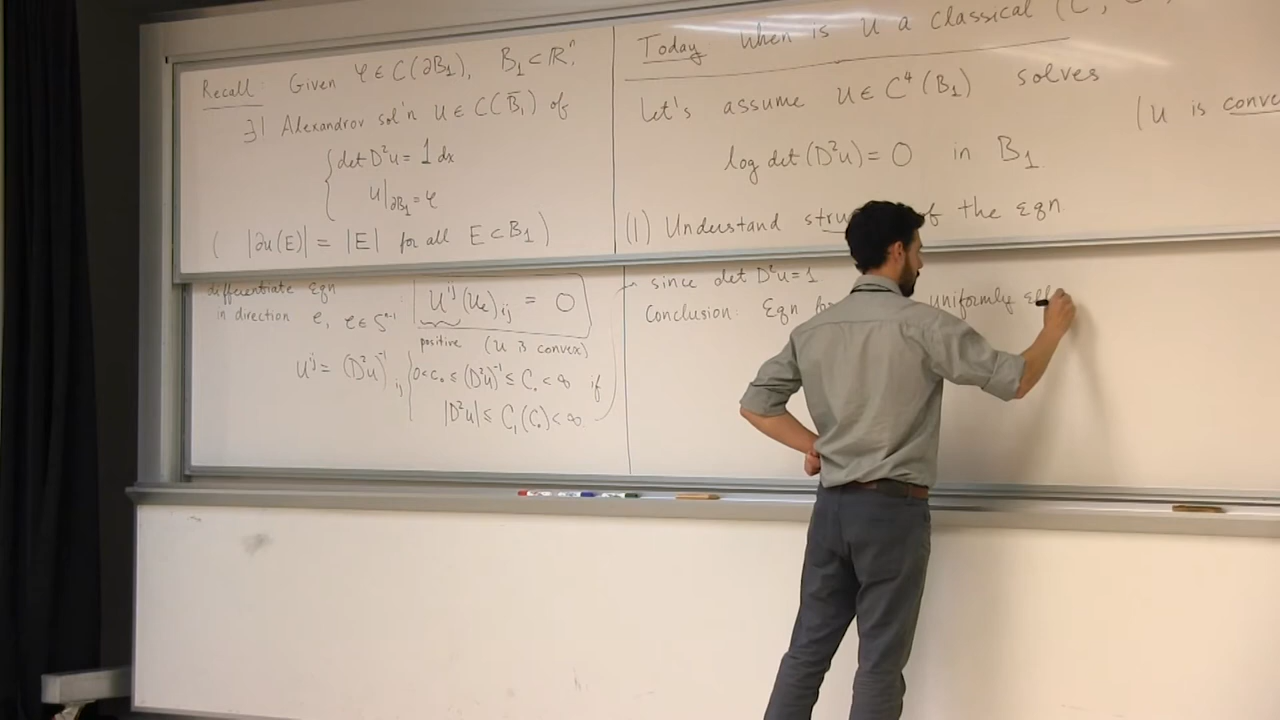 Recall: Given φ ∈ C(∂B₁), B₁ ⊂ ℝⁿ,
∃! Alexandrov sol'n u ∈ C(B̄₁) of
{ det D²u = 1 dx
u|∂B₁ = φ
( |∂u(E)| = |E| for all E ⊂ B₁ )
differentiate Eqn
in direction e, e ∈ Sⁿ⁻¹ : uⁱʲ(uₑ)ᵢⱼ = 0
positive (u is convex)
uⁱʲ = (D²u)⁻¹ᵢⱼ , { 0 < c₀ ≤ (D²u)⁻¹ ≤ C₀ < ∞ if
|D²u| ≤ C₁(C₀) < ∞
Today: When is u a classical (C
Let's assume u ∈ C⁴(B₁) solves
(u is conve
log det(D²u) = 0 in B₁.
(1) Understand of the Eqn
since det D²u = 1
Conclusion: Eqn uniformly ell